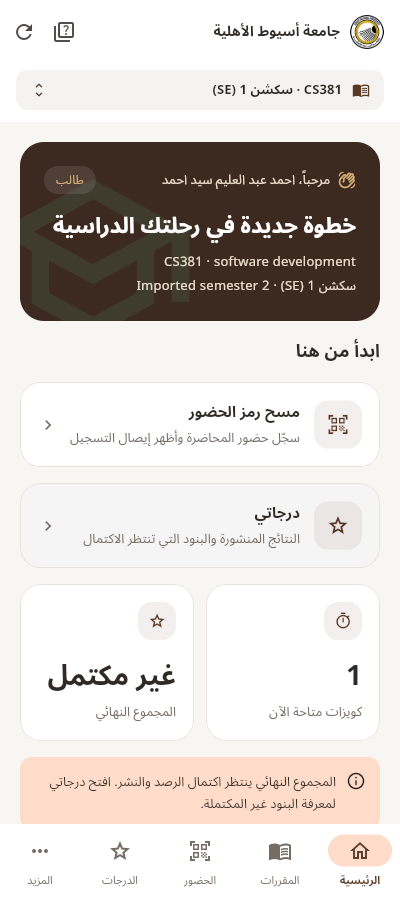 جامعة أسيوط الأهلية
CS381 · سكشن 1 (SE)
مرحباً، احمد عبد العليم سيد احمد
طالب
خطوة جديدة في رحلتك الدراسية
CS381 · software development
سكشن 1 (SE) · Imported semester 2
ابدأ من هنا
مسح رمز الحضور
سجّل حضور المحاضرة وأظهر إيصال التسجيل
درجاتي
النتائج المنشورة والبنود التي تنتظر الاكتمال
1
كويزات متاحة الآن
غير مكتمل
المجموع النهائي
المجموع النهائي ينتظر اكتمال الرصد والنشر. افتح درجاتي
لمعرفة البنود غير المكتملة.
الرئيسية
المقررات
الحضور
الدرجات
المزيد